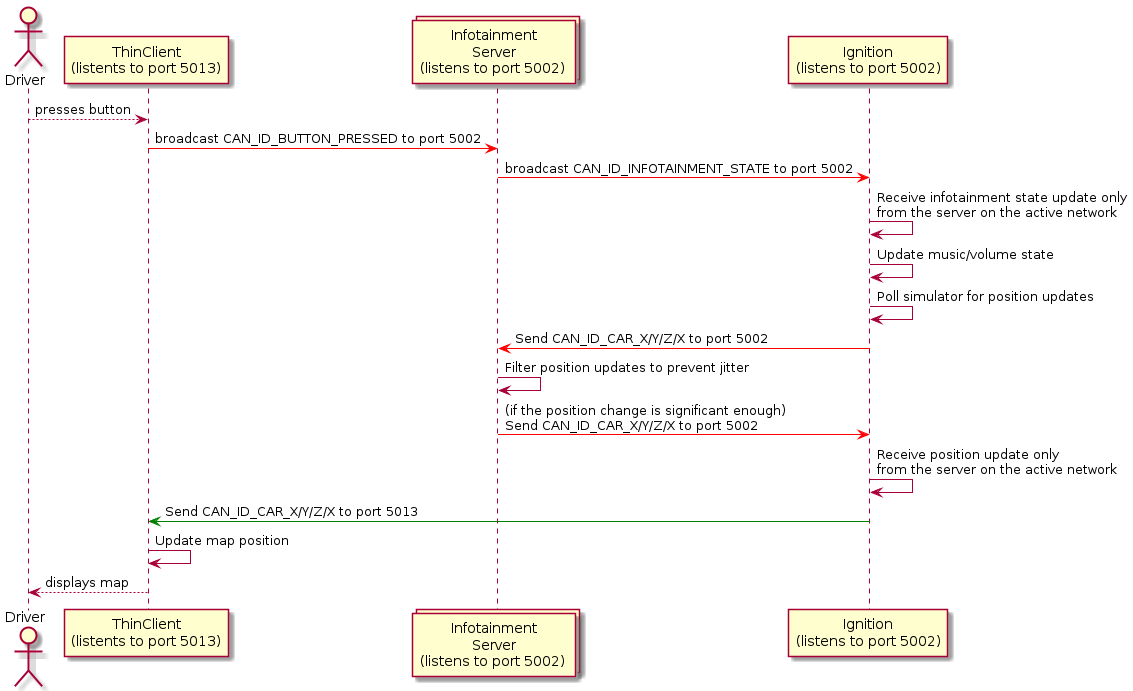 Driver
ThinClient
(listents to port 5013)
Infotainment
Server
(listens to port 5002)
Ignition
(listens to port 5002)
presses button
broadcast CAN_ID_BUTTON_PRESSED to port 5002
broadcast CAN_ID_INFOTAINMENT_STATE to port 5002
Receive infotainment state update only
from the server on the active network
Update music/volume state
Poll simulator for position updates
Send CAN_ID_CAR_X/Y/Z/X to port 5002
Filter position updates to prevent jitter
(if the position change is significant enough)
Send CAN_ID_CAR_X/Y/Z/X to port 5002
Receive position update only
from the server on the active network
Send CAN_ID_CAR_X/Y/Z/X to port 5013
Update map position
displays map
Driver
ThinClient
(listents to port 5013)
Infotainment
Server
(listens to port 5002)
Ignition
(listens to port 5002)